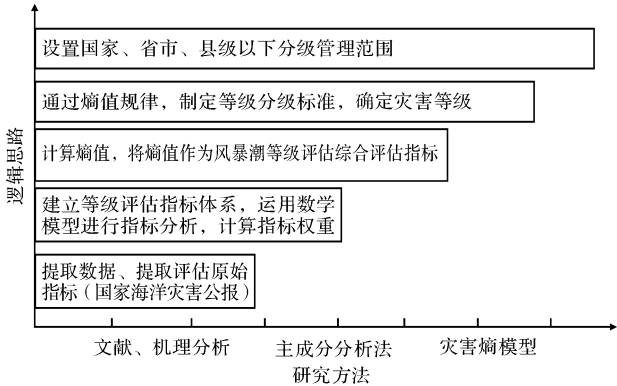 设置国家、省市、县级以下分级管理范围
通过熵值规律，制定等级分级标准，确定灾害等级
计算熵值，将熵值作为风暴潮等级评估综合评估指标
逻辑思路
建立等级评估指标体系，运用数学
模型进行指标分析，计算指标权重
提取数据、提取评估原始
指标（国家海洋灾害公报）
文献、机理分析
主成分分析法
灾害熵模型
研究方法